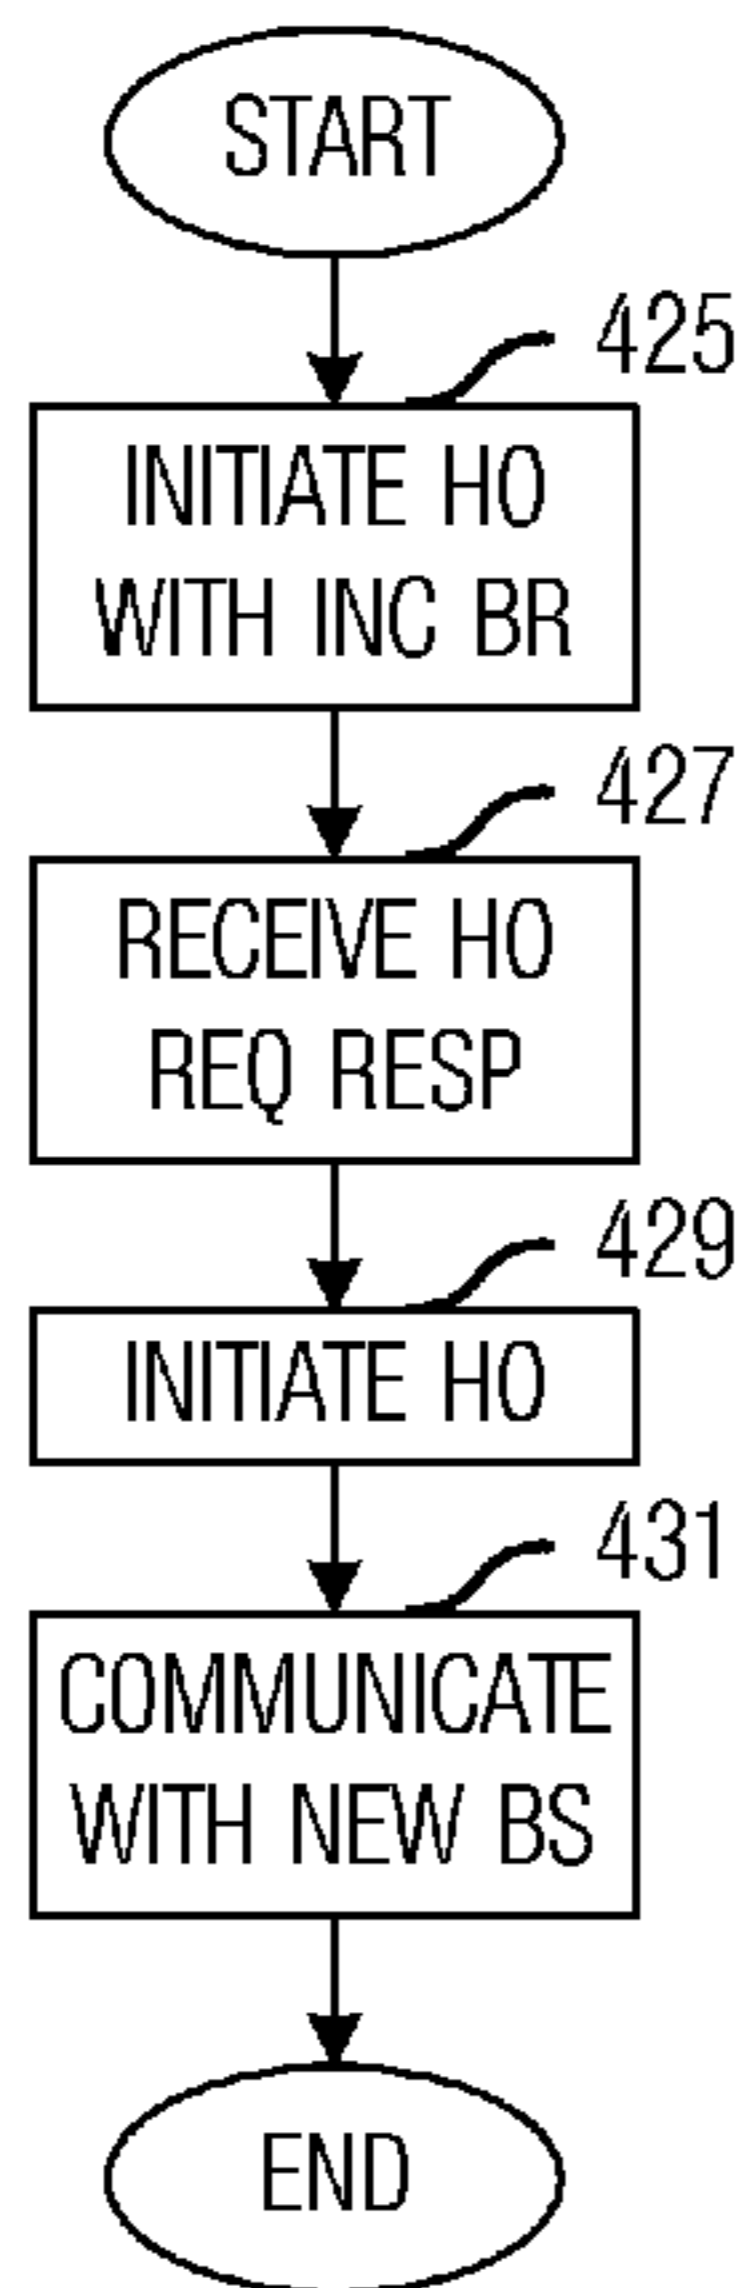 START
425
INITIATE HO
WITH INC BR
427
RECEIVE HO
REQ RESP
429
INITIATE HO
431
COMMUNICATE
WITH NEW BS
END